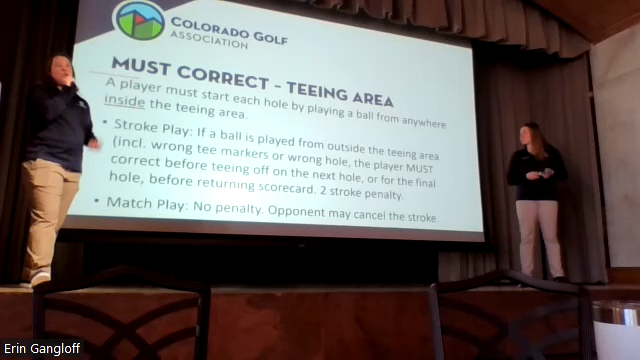 COLORADO GOLF
ASSOCIATION
MUST CORRECT - TEEING AREA
A player must start each hole by playing a ball from anywhere
inside the teeing area.
• Stroke Play: If a ball is played from outside the teeing area
(incl. wrong tee markers or wrong hole, the player MUST
correct before teeing off on the next hole, or for the final
hole, before returning scorecard. 2 stroke penalty.
• Match Play: No penalty. Opponent may cancel the stroke.
Erin Gangloff